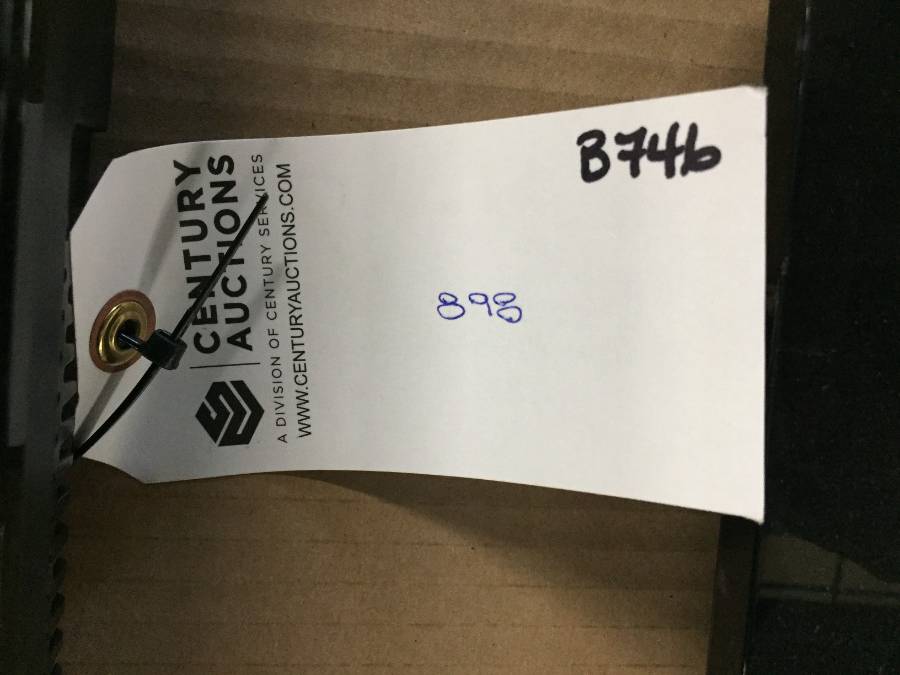 CENTURY
AUCTIONS
A DIVISION OF CENTURY SERVICES
WWW.CENTURYAUCTIONS.COM
B746
898